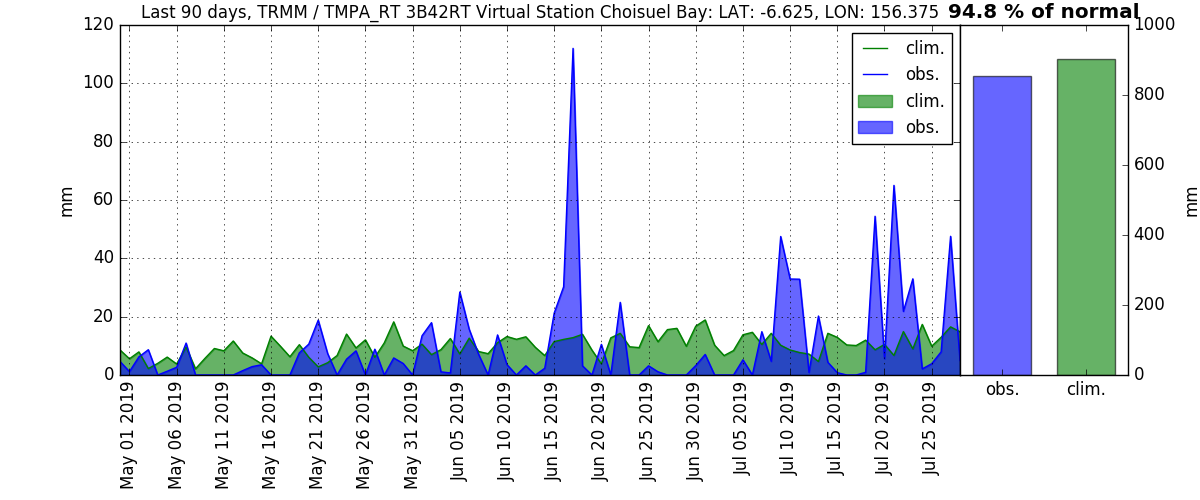 Last 90 days, TRMM / TMPA_RT 3B42RT Virtual Station Choisuel Bay: LAT: -6.625, LON: 156.375 94.8 % of normal
120
100
80
60
40
20
0
mm
clim.
obs.
clim.
obs.
May 01 2019
May 06 2019
May 11 2019
May 16 2019
May 21 2019
May 26 2019
May 31 2019
Jun 05 2019
Jun 10 2019
Jun 15 2019
Jun 20 2019
Jun 25 2019
Jun 30 2019
Jul 05 2019
Jul 10 2019
Jul 15 2019
Jul 20 2019
Jul 25 2019
1000
800
600
400
200
0
mm
obs.
clim.